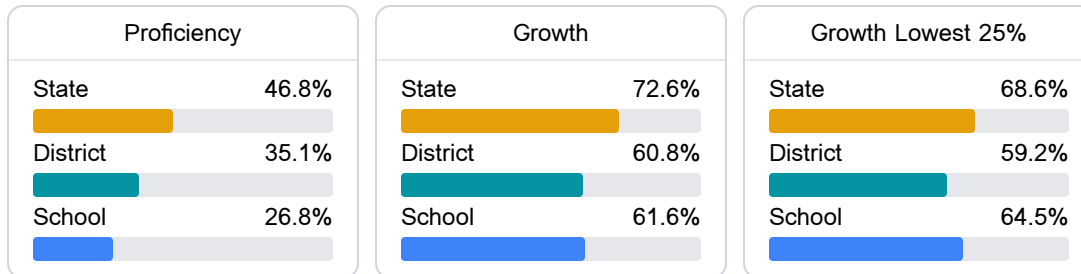 Proficiency
State 46.8%
District 35.1%
School 26.8%
Growth
State 72.6%
District 60.8%
School 61.6%
Growth Lowest 25%
State 68.6%
District 59.2%
School 64.5%